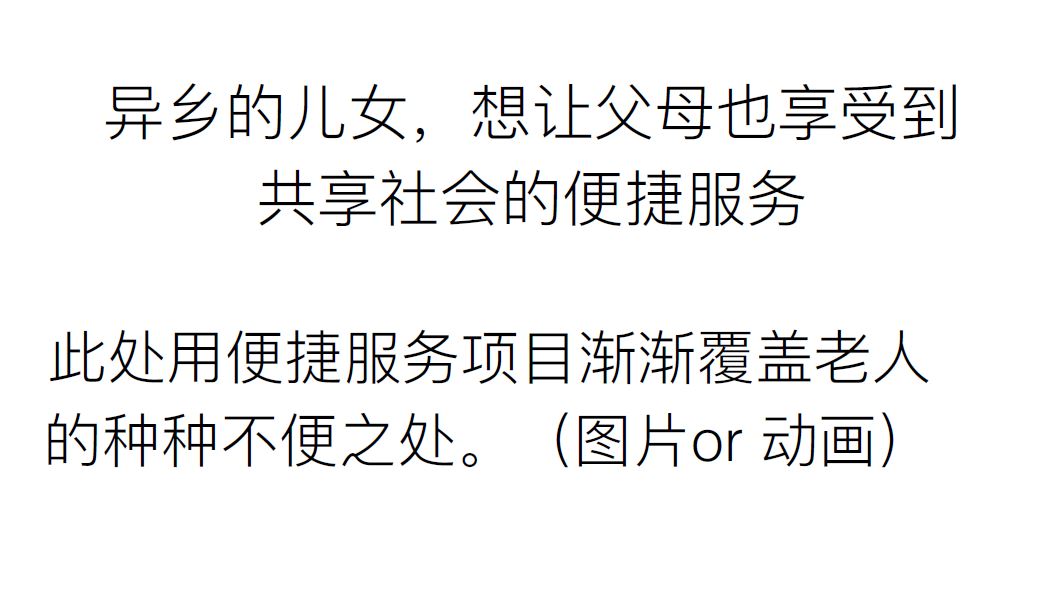 异乡的儿女，想让父母也享受到
共享社会的便捷服务
此处用便捷服务项目渐渐覆盖老人
的种种不便之处。（图片or 动画）